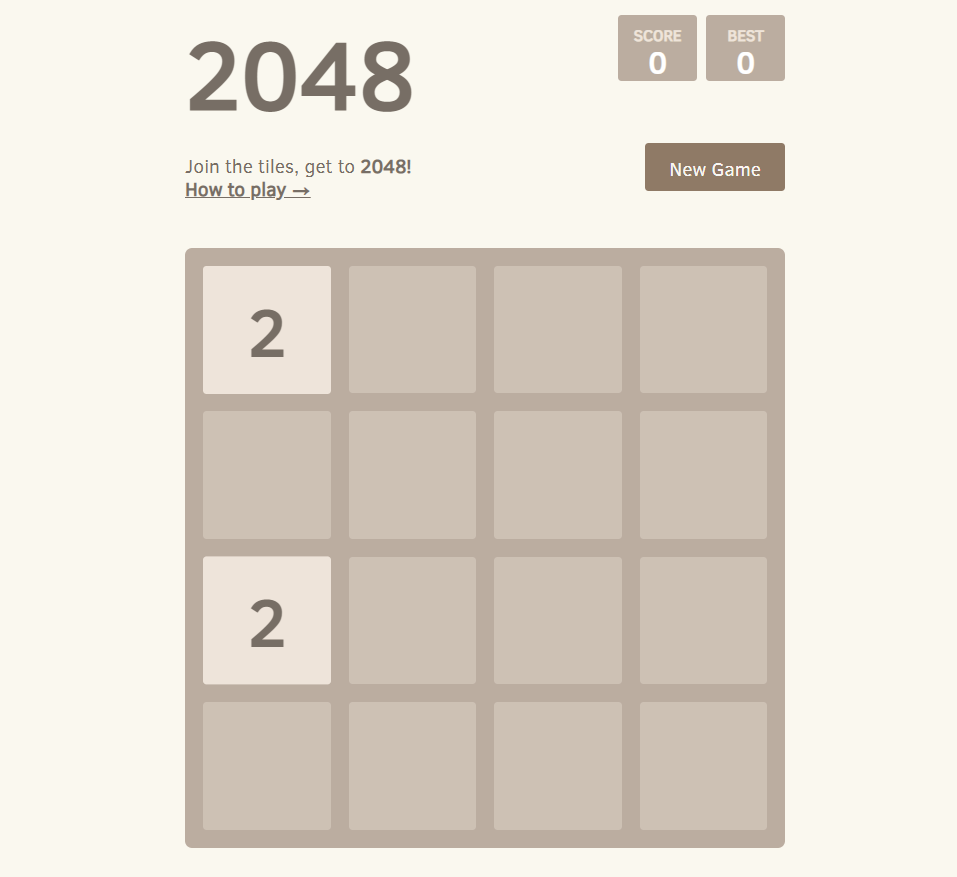 2048
SCORE
0
BEST
0
Join the tiles, get to 2048!
How to play →
New Game
2
2